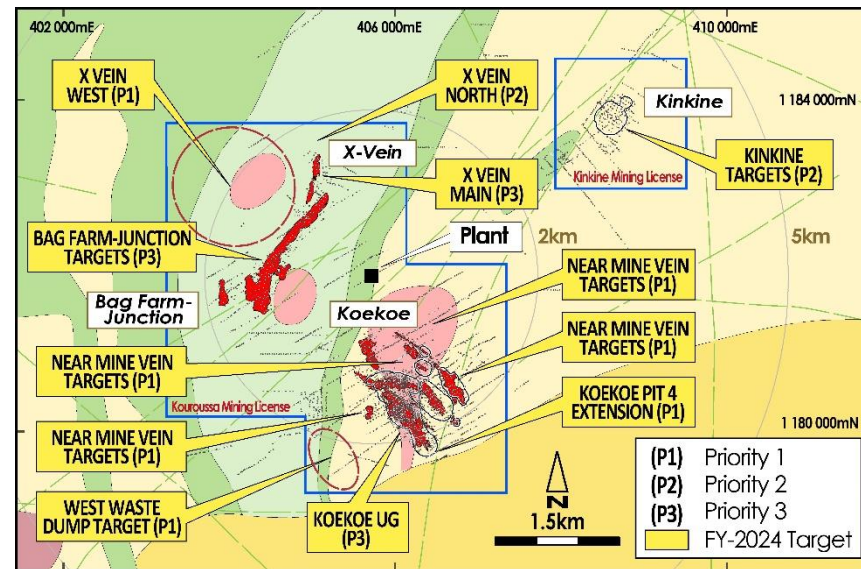 402 000mE
406 000mE
410 000mE
X VEIN
WEST (P1)
X VEIN
NORTH (P2)
Kinkine
1 184 000mN
X-Vein
X VEIN
MAIN (P3)
KINKINE
TARGETS (P2)
Kinkine Mining License
BAG FARM-JUNCTION
TARGETS (P3)
Plant
2km
5km
NEAR MINE VEIN
TARGETS (P1)
Bag Farm-
Junction
Koekoe
NEAR MINE VEIN
TARGETS (P1)
NEAR MINE VEIN
TARGETS (P1)
KOEKOE PIT 4
EXTENSION (P1)
Kouroussa Mining License
1 180 000mN
NEAR MINE VEIN
TARGETS (P1)
WEST WASTE
DUMP TARGET (P1)
KOEKOE UG
(P3)
N
1.5km
(P1) Priority 1
(P2) Priority 2
(P3) Priority 3
FY-2024 Target